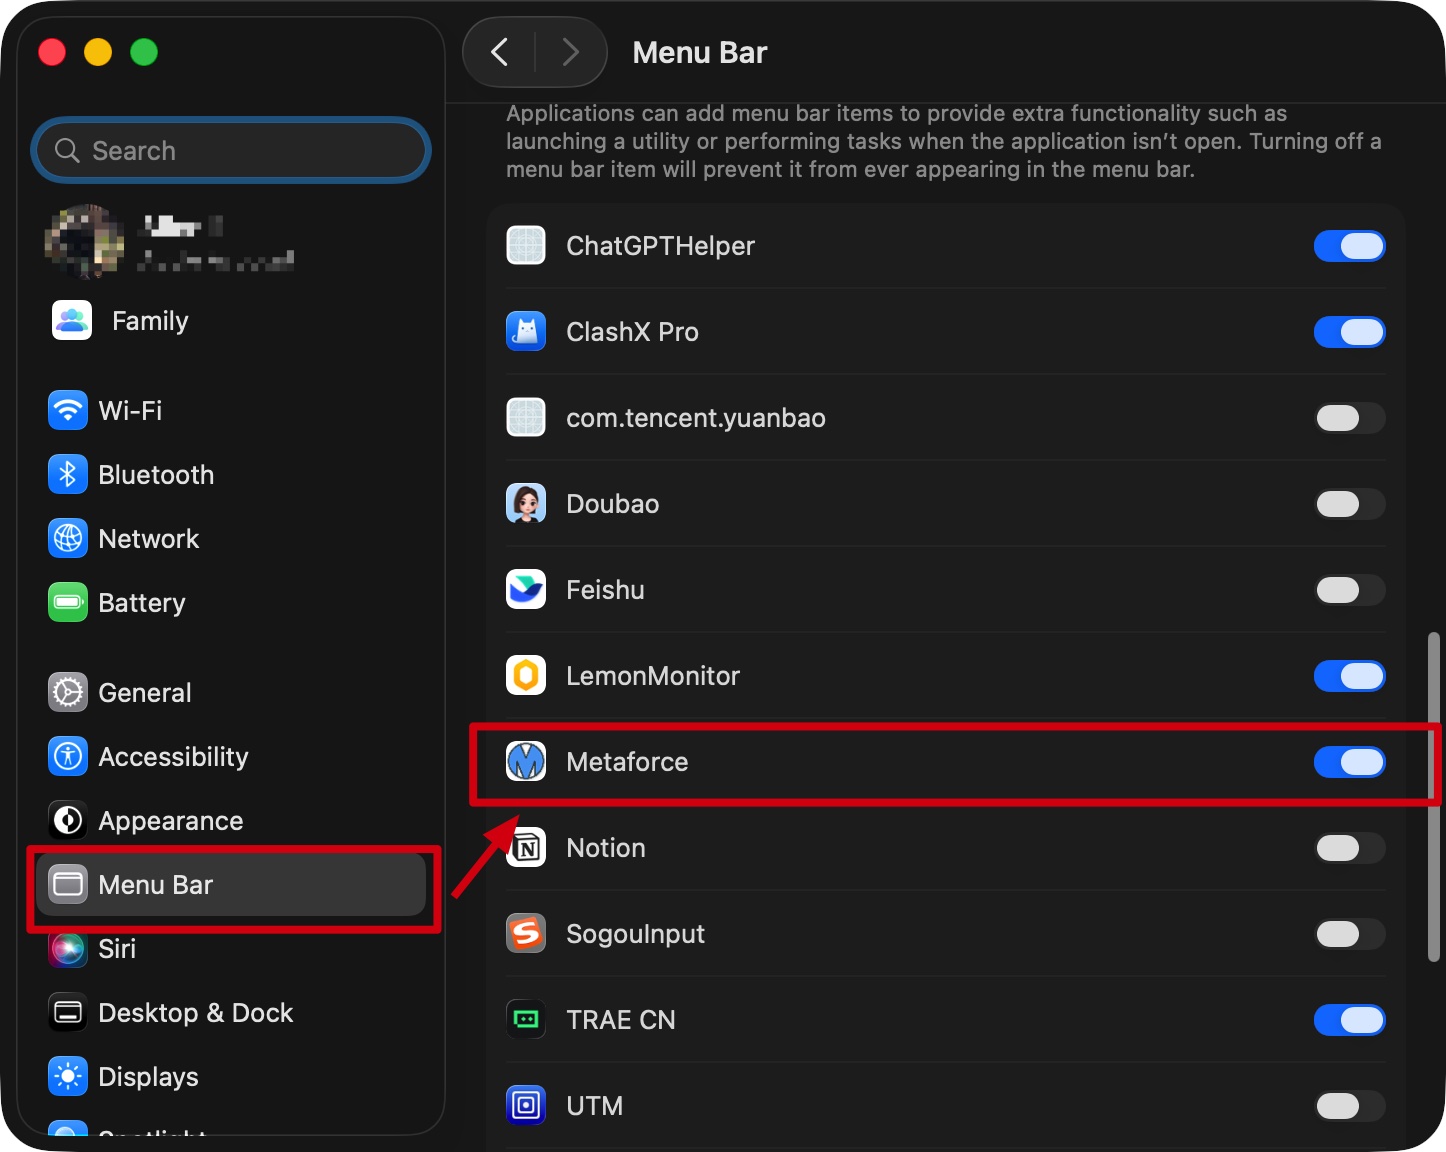 Menu Bar
Search
Family
Wi-Fi
Bluetooth
Network
Battery
General
Accessibility
Appearance
Menu Bar
Siri
Desktop & Dock
Displays
Spotlight
Applications can add menu bar items to provide extra functionality such as
launching a utility or performing tasks when the application isn't open. Turning off a
menu bar item will prevent it from ever appearing in the menu bar.
ChatGPTHelper
ClashX Pro
com.tencent.yuanbao
Doubao
Feishu
LemonMonitor
Metaforce
Notion
SogouInput
TRAE CN
UTM